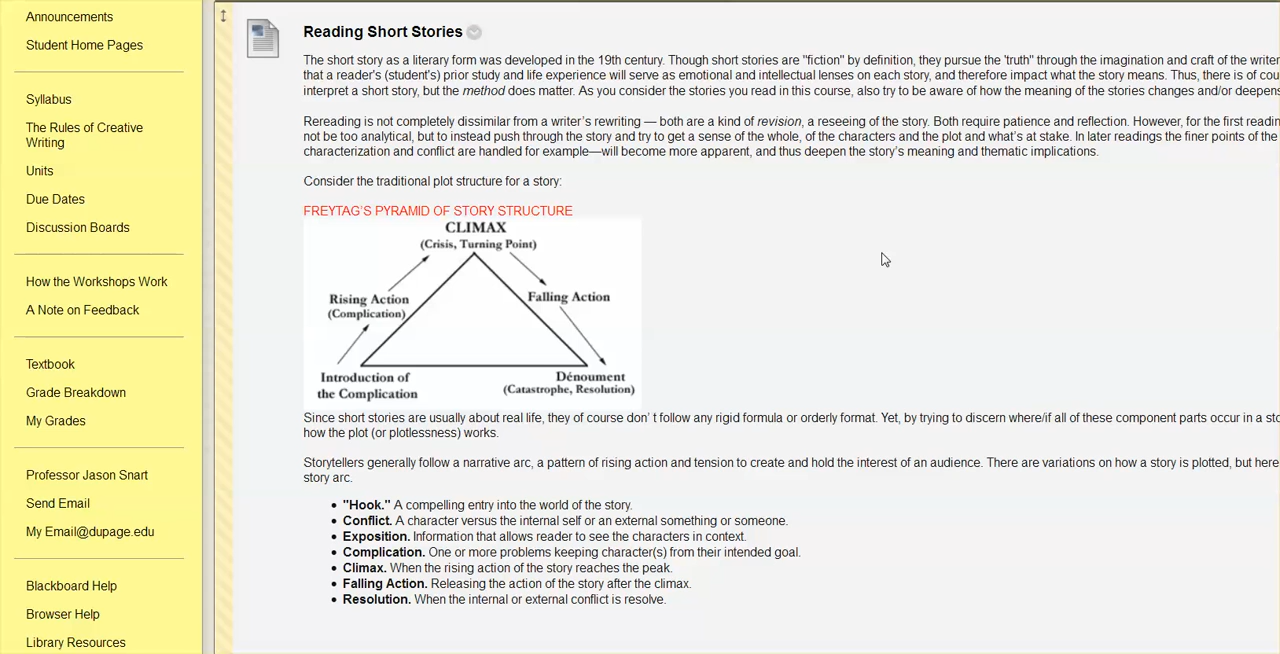 Announcements
Student Home Pages
Syllabus
The Rules of Creative
Writing
Units
Due Dates
Discussion Boards
How the Workshops Work
A Note on Feedback
Textbook
Grade Breakdown
My Grades
Professor Jason Snart
Send Email
My Email@dupage.edu
Blackboard Help
Browser Help
Library Resources
Reading Short Stories
The short story as a literary form was developed in the 19th century. Though short stories are "fiction" by definition, they pursue the 'truth" through the imagination and craft of the writer
that a reader's (student's) prior study and life experience will serve as emotional and intellectual lenses on each story, and therefore impact what the story means. Thus, there is of cou
interpret a short story, but the method does matter. As you consider the stories you read in this course, also try to be aware of how the meaning of the stories changes and/or deepens
Rereading is not completely dissimilar from a writer’s rewriting — both are a kind of revision, a reseeing of the story. Both require patience and reflection. However, for the first readin
not be too analytical, but to instead push through the story and try to get a sense of the whole, of the characters and the plot and what’s at stake. In later readings the finer points of the
characterization and conflict are handled for example—will become more apparent, and thus deepen the story’s meaning and thematic implications.
Consider the traditional plot structure for a story:
FREYTAG’S PYRAMID OF STORY STRUCTURE
CLIMAX
(Crisis, Turning Point)
Rising Action
(Complication)
Falling Action
Introduction of
the Complication
Dénoument
(Catastrophe, Resolution)
Since short stories are usually about real life, they of course don’ t follow any rigid formula or orderly format. Yet, by trying to discern where/if all of these component parts occur in a sto
how the plot (or plotlessness) works.
Storytellers generally follow a narrative arc, a pattern of rising action and tension to create and hold the interest of an audience. There are variations on how a story is plotted, but here
story arc.
• "Hook." A compelling entry into the world of the story.
• Conflict. A character versus the internal self or an external something or someone.
• Exposition. Information that allows reader to see the characters in context.
• Complication. One or more problems keeping character(s) from their intended goal.
• Climax. When the rising action of the story reaches the peak.
• Falling Action. Releasing the action of the story after the climax.
• Resolution. When the internal or external conflict is resolve.